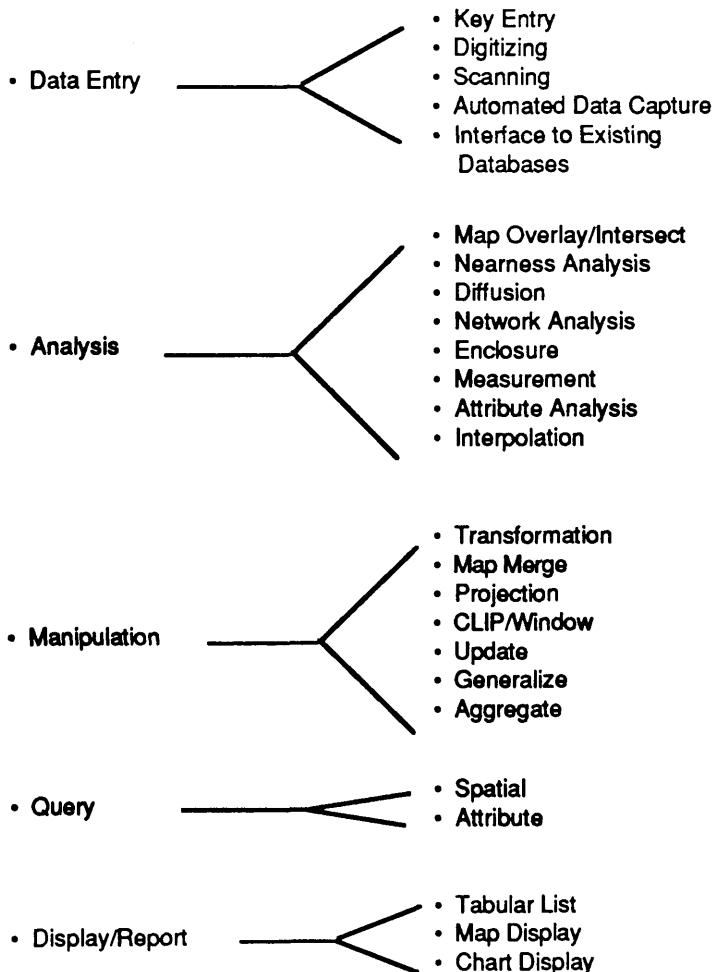 • Data Entry
• Key Entry
• Digitizing
• Scanning
• Automated Data Capture
• Interface to Existing
Databases
• Analysis
• Map Overlay/Intersect
• Nearness Analysis
• Diffusion
• Network Analysis
• Enclosure
• Measurement
• Attribute Analysis
• Interpolation
• Manipulation
• Transformation
• Map Merge
• Projection
• CLIP/Window
• Update
• Generalize
• Aggregate
• Query
• Spatial
• Attribute
• Display/Report
• Tabular List
• Map Display
• Chart Display